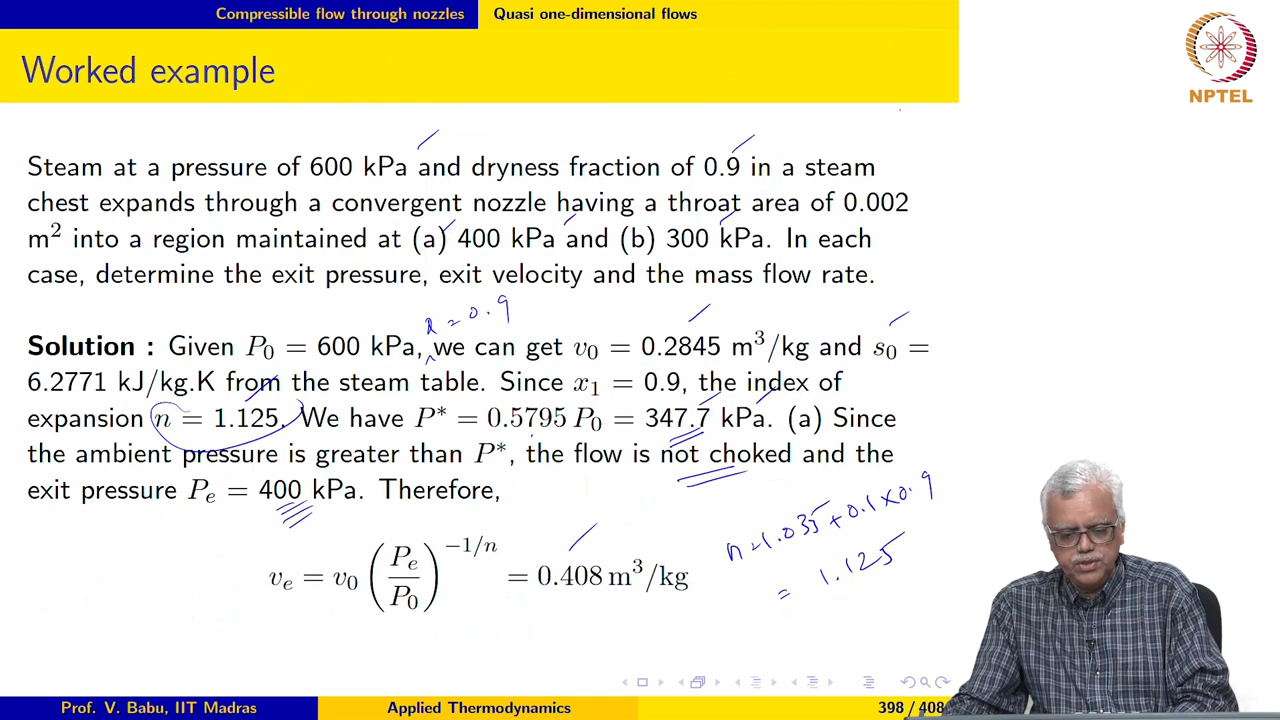 Compressible flow through nozzles Quasi one-dimensional flows
Worked example
NPTEL
Steam at a pressure of 600 kPa and dryness fraction of 0.9 in a steam
chest expands through a convergent nozzle having a throat area of 0.002
m² into a region maintained at (a) 400 kPa and (b) 300 kPa. In each
case, determine the exit pressure, exit velocity and the mass flow rate.
x = 0.9
Solution : Given P₀ = 600 kPa, we can get v₀ = 0.2845 m³/kg and s₀ =
6.2771 kJ/kg.K from the steam table. Since x₁ = 0.9, the index of
expansion n = 1.125. We have P* = 0.5795 P₀ = 347.7 kPa. (a) Since
the ambient pressure is greater than P*, the flow is not choked and the
exit pressure Pₑ = 400 kPa. Therefore,
n = 1.035 + 0.1 × 0.9
= 1.125
vₑ = v₀ (Pₑ/P₀)^(-1/n) = 0.408 m³/kg
Prof. V. Babu, IIT Madras Applied Thermodynamics 398 / 408